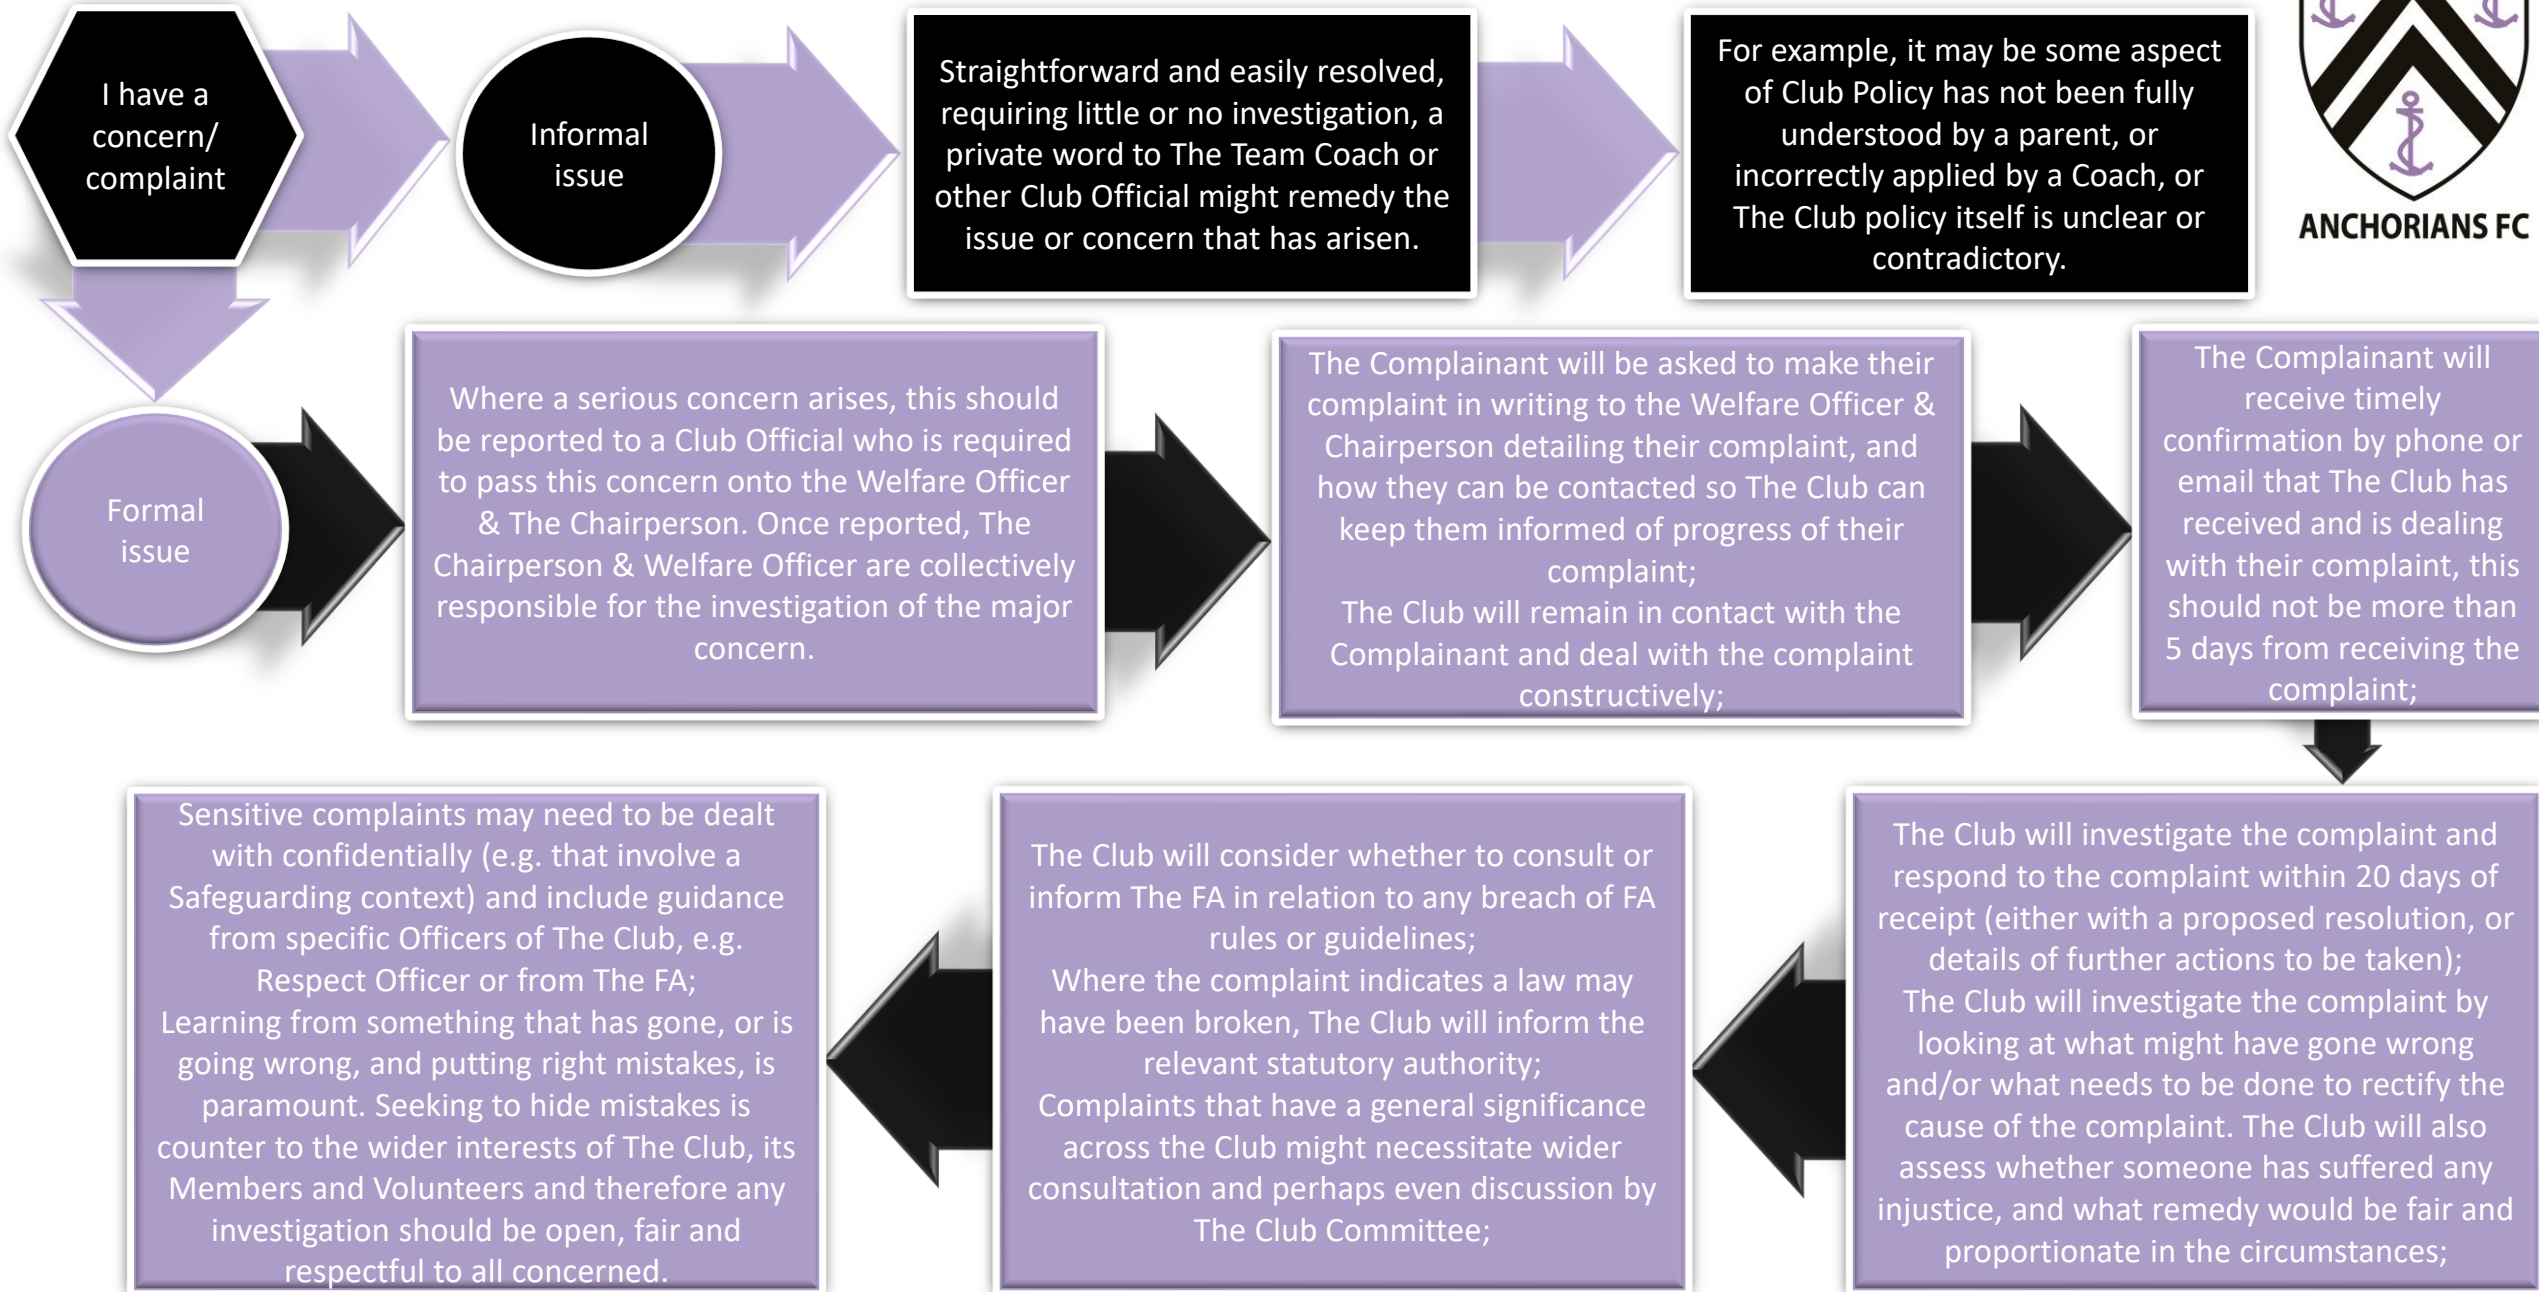 I have a
concern/
complaint
Informal
issue
Straightforward and easily resolved,
requiring little or no investigation, a
private word to The Team Coach or
other Club Official might remedy the
issue or concern that has arisen.
For example, it may be some aspect
of Club Policy has not been fully
understood by a parent, or
incorrectly applied by a Coach, or
The Club policy itself is unclear or
contradictory.
ANCHORIANS FC
Formal
issue
Where a serious concern arises, this should
be reported to a Club Official who is required
to pass this concern onto the Welfare Officer
& The Chairperson. Once reported, The
Chairperson & Welfare Officer are collectively
responsible for the investigation of the major
concern.
The Complainant will be asked to make their
complaint in writing to the Welfare Officer &
Chairperson detailing their complaint, and
how they can be contacted so The Club can
keep them informed of progress of their
complaint;
The Club will remain in contact with the
Complainant and deal with the complaint
constructively;
The Complainant will
receive timely
confirmation by phone or
email that The Club has
received and is dealing
with their complaint, this
should not be more than
5 days from receiving the
complaint;
The Club will investigate the complaint and
respond to the complaint within 20 days of
receipt (either with a proposed resolution, or
details of further actions to be taken);
The Club will investigate the complaint by
looking at what might have gone wrong
and/or what needs to be done to rectify the
cause of the complaint. The Club will also
assess whether someone has suffered any
injustice, and what remedy would be fair and
proportionate in the circumstances;
The Club will consider whether to consult or
inform The FA in relation to any breach of FA
rules or guidelines;
Where the complaint indicates a law may
have been broken, The Club will inform the
relevant statutory authority;
Complaints that have a general significance
across the Club might necessitate wider
consultation and perhaps even discussion by
The Club Committee;
Sensitive complaints may need to be dealt
with confidentially (e.g. that involve a
Safeguarding context) and include guidance
from specific Officers of The Club, e.g.
Respect Officer or from The FA;
Learning from something that has gone, or is
going wrong, and putting right mistakes, is
paramount. Seeking to hide mistakes is
counter to the wider interests of The Club, its
Members and Volunteers and therefore any
investigation should be open, fair and
respectful to all concerned.